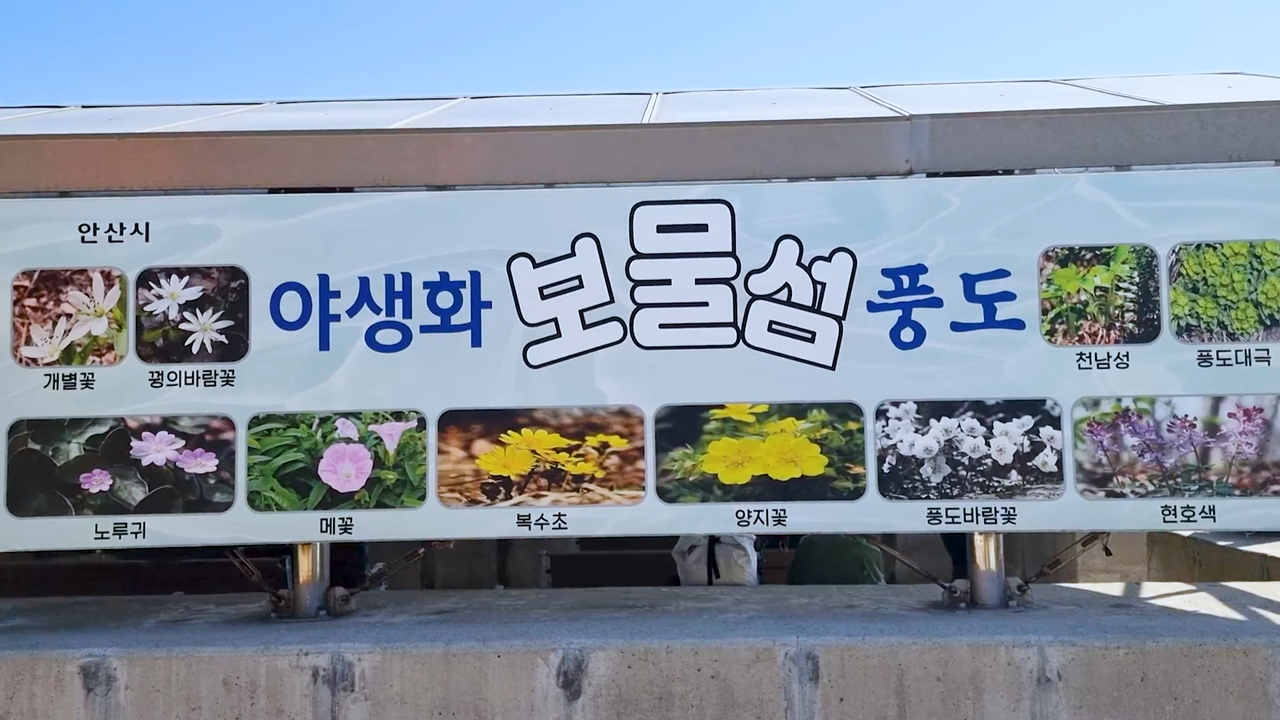 안산시
야생화 보물섬 풍도
개별꽃 꿩의바람꽃 천남성 풍도대극
노루귀 메꽃 복수초 양지꽃 풍도바람꽃 현호색